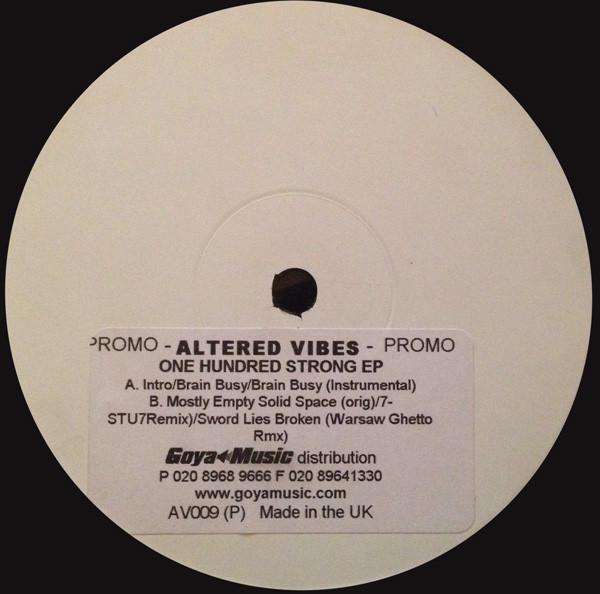 PROMO - ALTERED VIBES - PROMO
ONE HUNDRED STRONG EP
A. Intro/Brain Busy/Brain Busy (Instrumental)
B. Mostly Empty Solid Space (orig)/7-
STU7Remix)/Sword Lies Broken (Warsaw Ghetto
Rmx)
Goya Music distribution
P 020 8968 9666 F 020 89641330
www.goyamusic.com
AV009 (P) Made in the UK